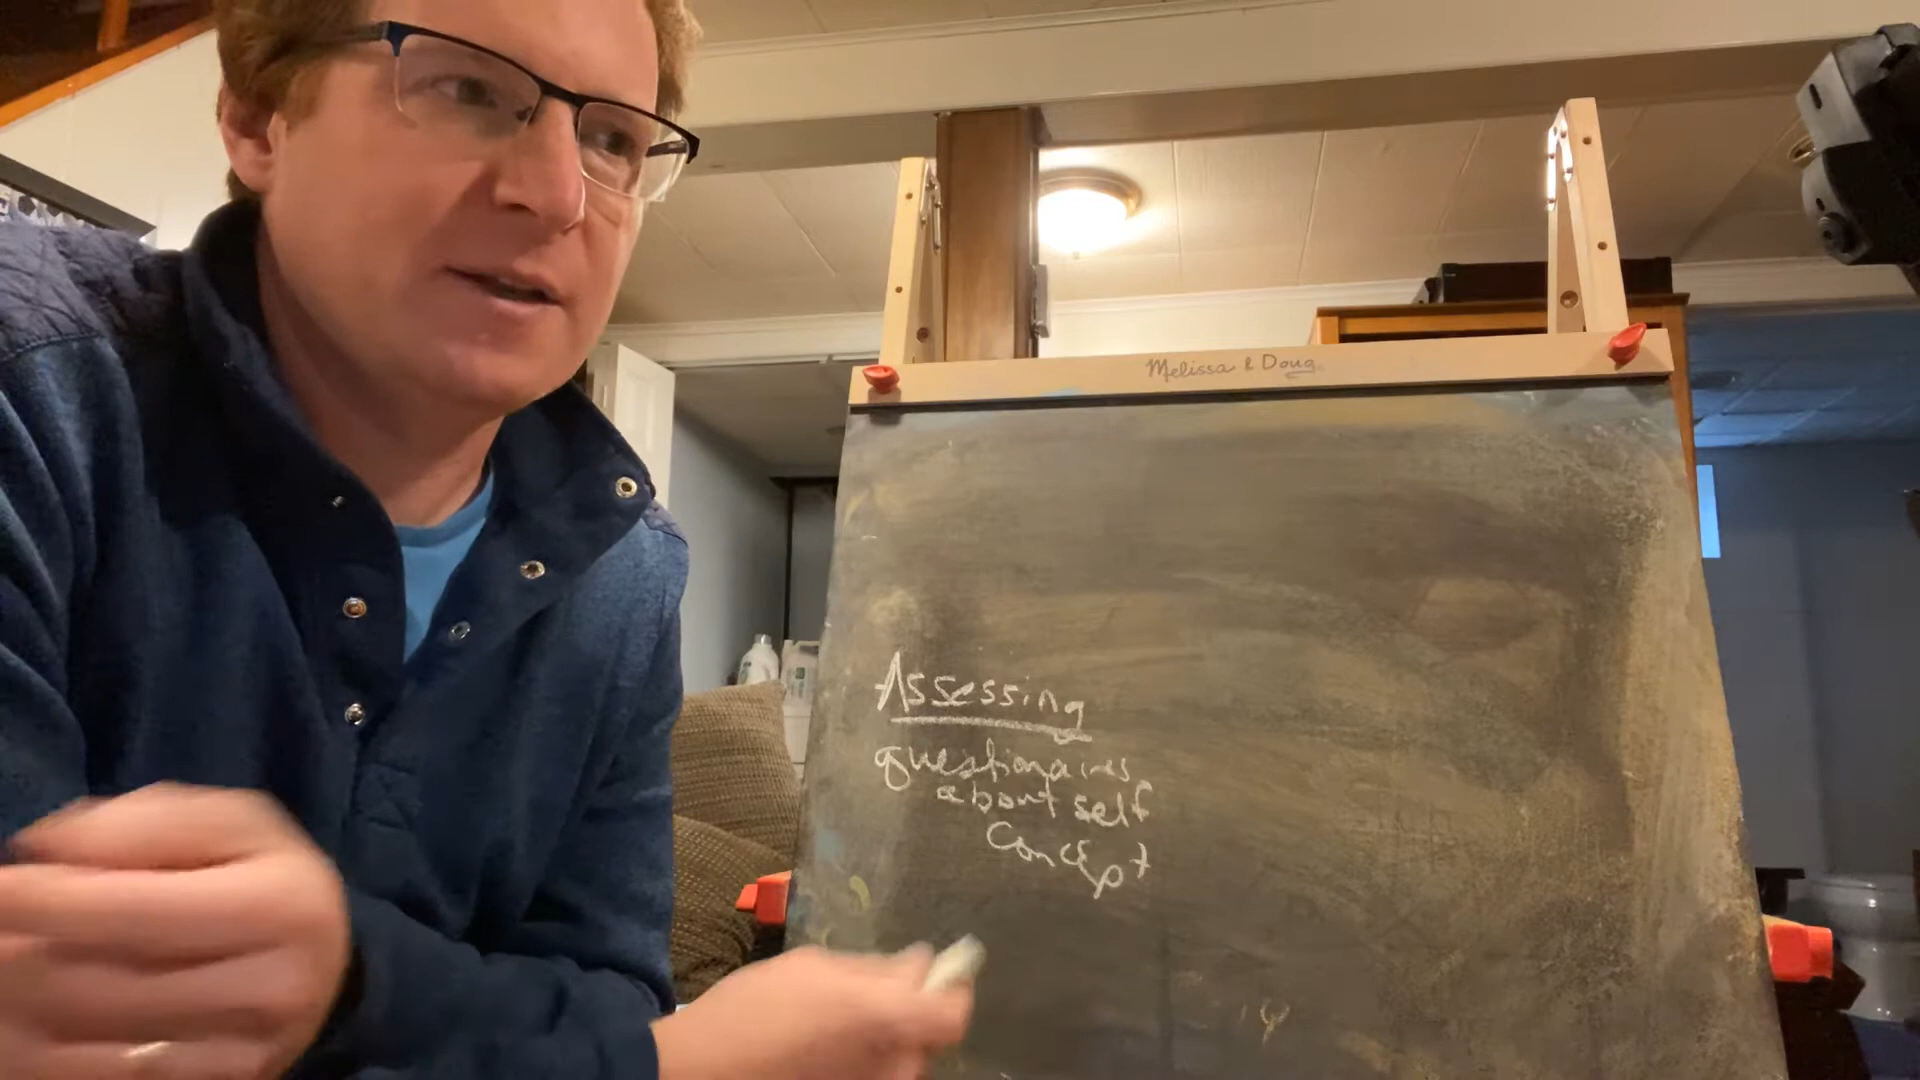 Melissa & Doug
Assessing
questionaires
about self
concept